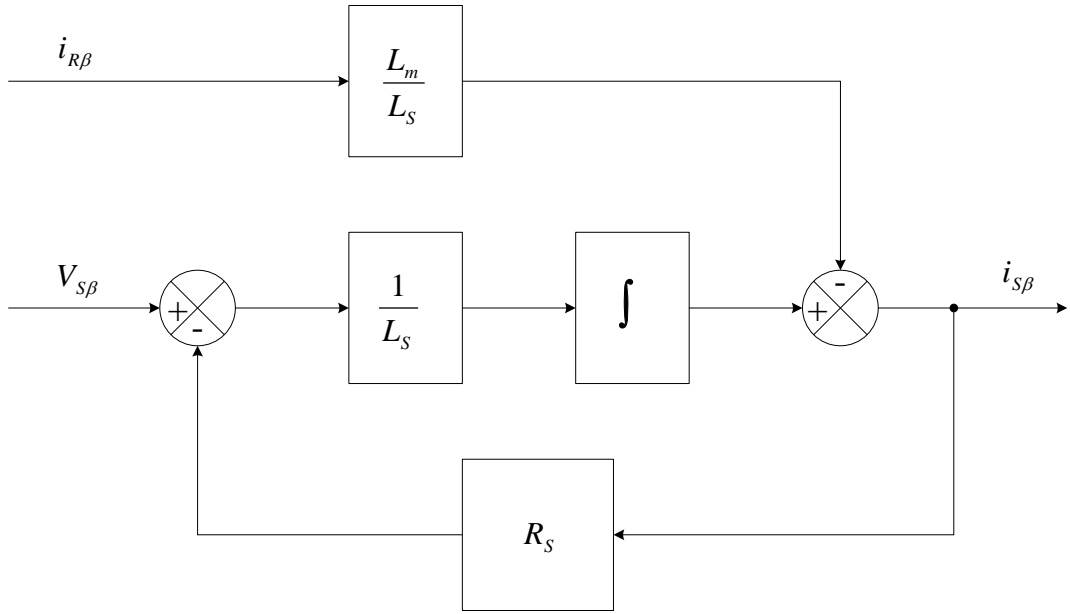 i_{Rβ}
L_m
L_S
V_{Sβ}
+
-
1
L_S
∫
-
+
i_{Sβ}
R_S